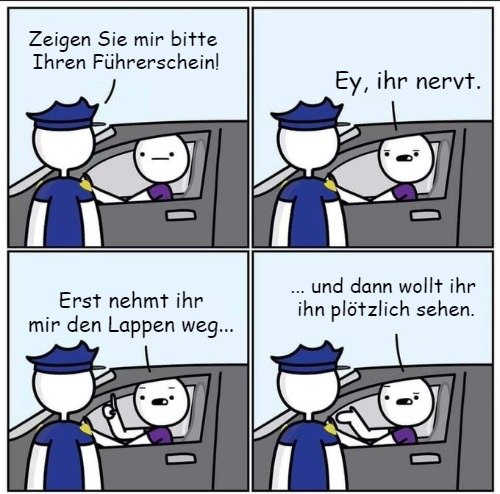 Zeigen Sie mir bitte
Ihren Führerschein!
Ey, ihr nervt.
Erst nehmt ihr
mir den Lappen weg...
... und dann wollt ihr
ihn plötzlich sehen.